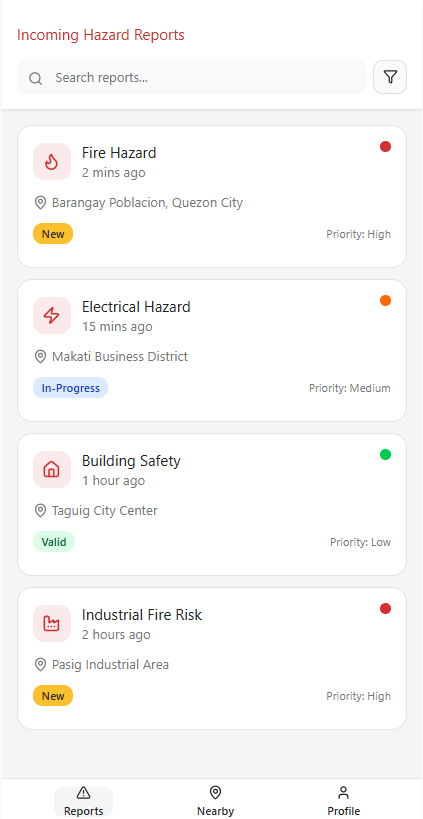 Incoming Hazard Reports
Search reports...
Fire Hazard
2 mins ago
Barangay Poblacion, Quezon City
New
Priority: High
Electrical Hazard
15 mins ago
Makati Business District
In-Progress
Priority: Medium
Building Safety
1 hour ago
Taguig City Center
Valid
Priority: Low
Industrial Fire Risk
2 hours ago
Pasig Industrial Area
New
Priority: High
Reports
Nearby
Profile